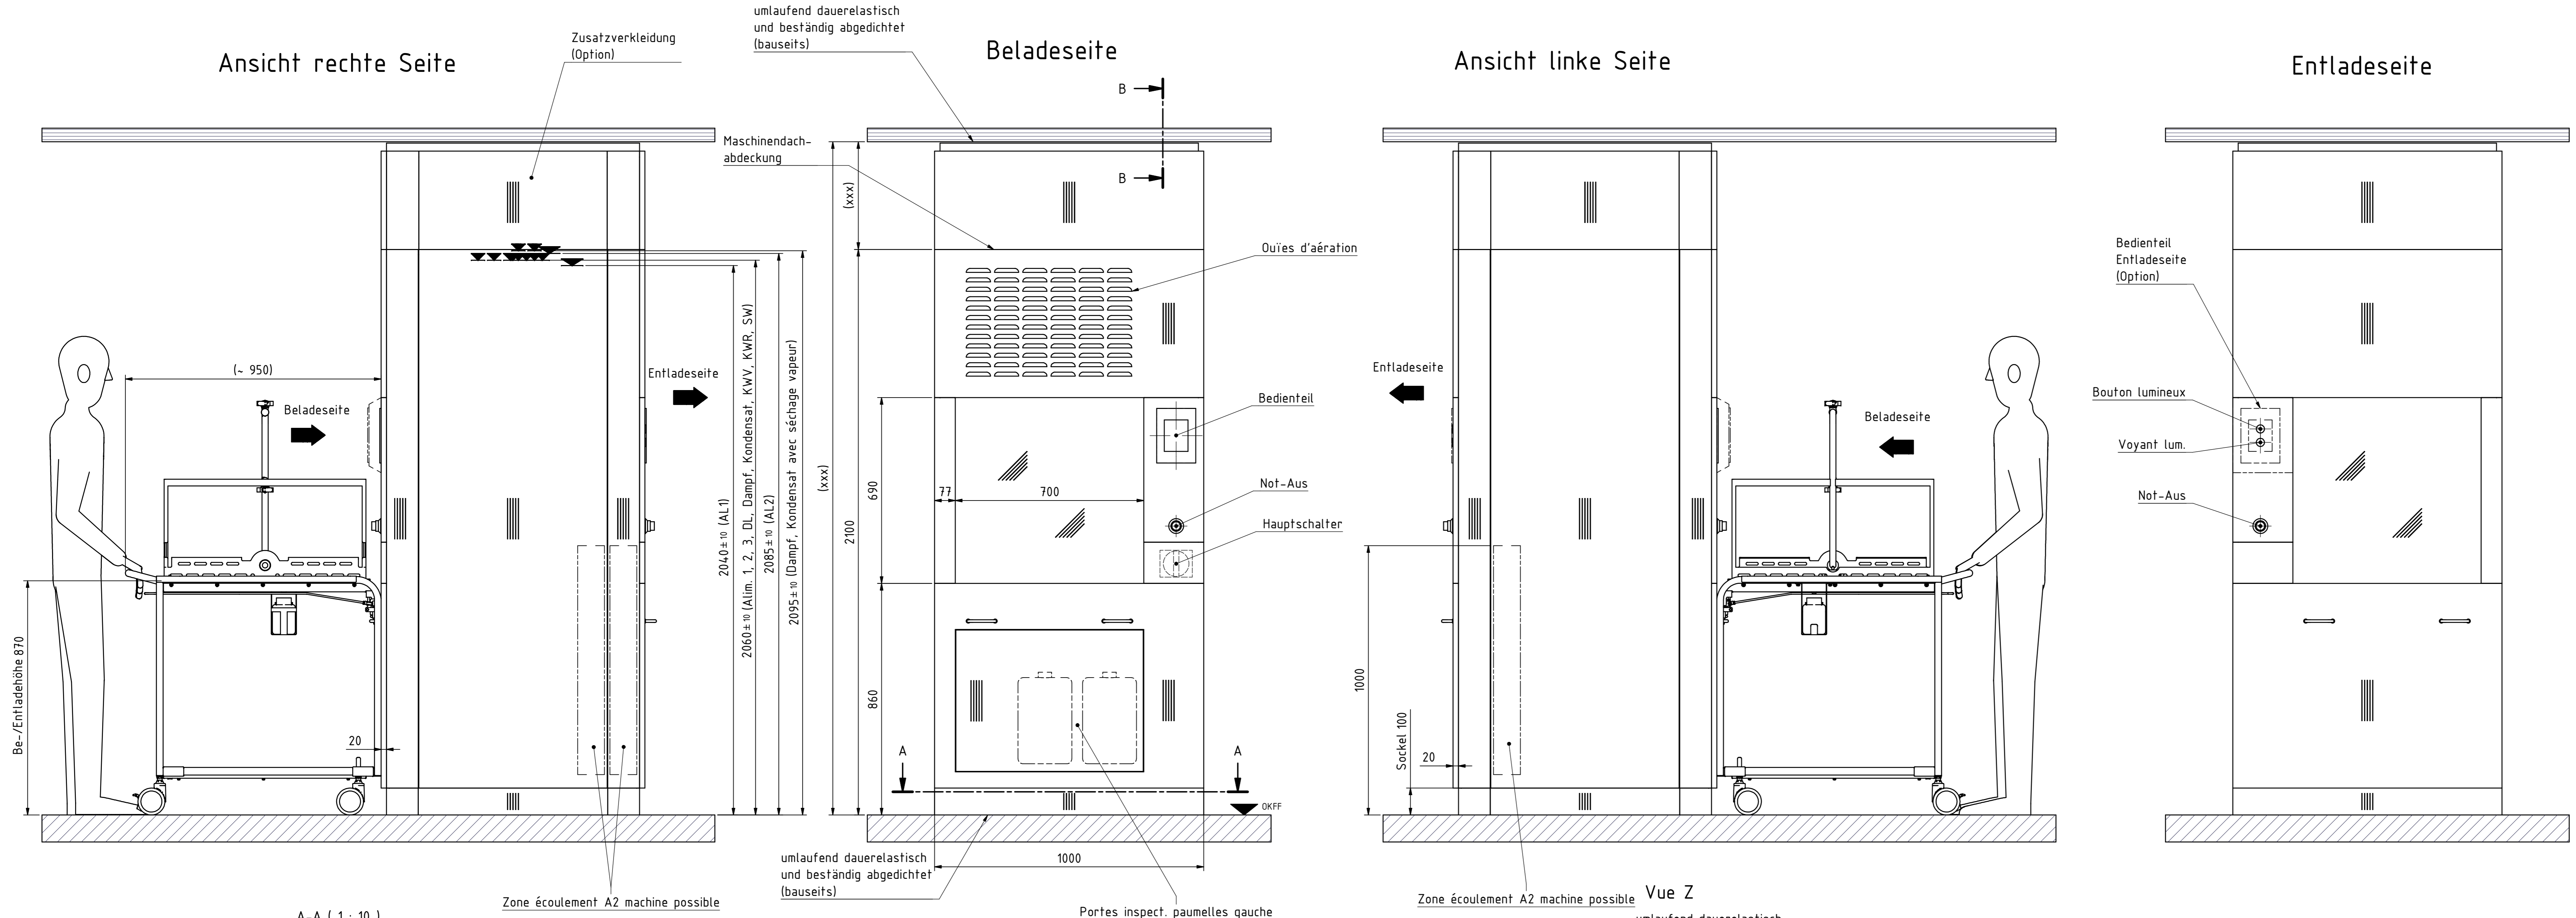 Ansicht rechte Seite
Zusatzverkleidung
(Option)
(~ 950)
Beladeseite
Entladeseite
Be-/Entladehöhe 870
20
2040±10 (AL1)
2060±10 (Alim. 1, 2, 3, DL, Dampf, Kondensat, KWV, KWR, SW)
2085±10 (AL2)
2095±10 (Dampf, Kondensat avec séchage vapeur)
Zone écoulement A2 machine possible
A-A ( 1 : 10 )
umlaufend dauerelastisch
und beständig abgedichtet
(bauseits)
Beladeseite
B
B
Maschinendach-
abdeckung
(xxx)
(xxx)
2100
Ouïes d'aération
690
77
700
Bedienteil
Not-Aus
Hauptschalter
860
A
A
OKFF
1000
umlaufend dauerelastisch
und beständig abgedichtet
(bauseits)
Portes inspect. paumelles gauche
Ansicht linke Seite
Entladeseite
Beladeseite
1000
Sockel 100
20
Zone écoulement A2 machine possible
Vue Z
umlaufend dauerelastisch
Entladeseite
Bedienteil
Entladeseite
(Option)
Bouton lumineux
Voyant lum.
Not-Aus